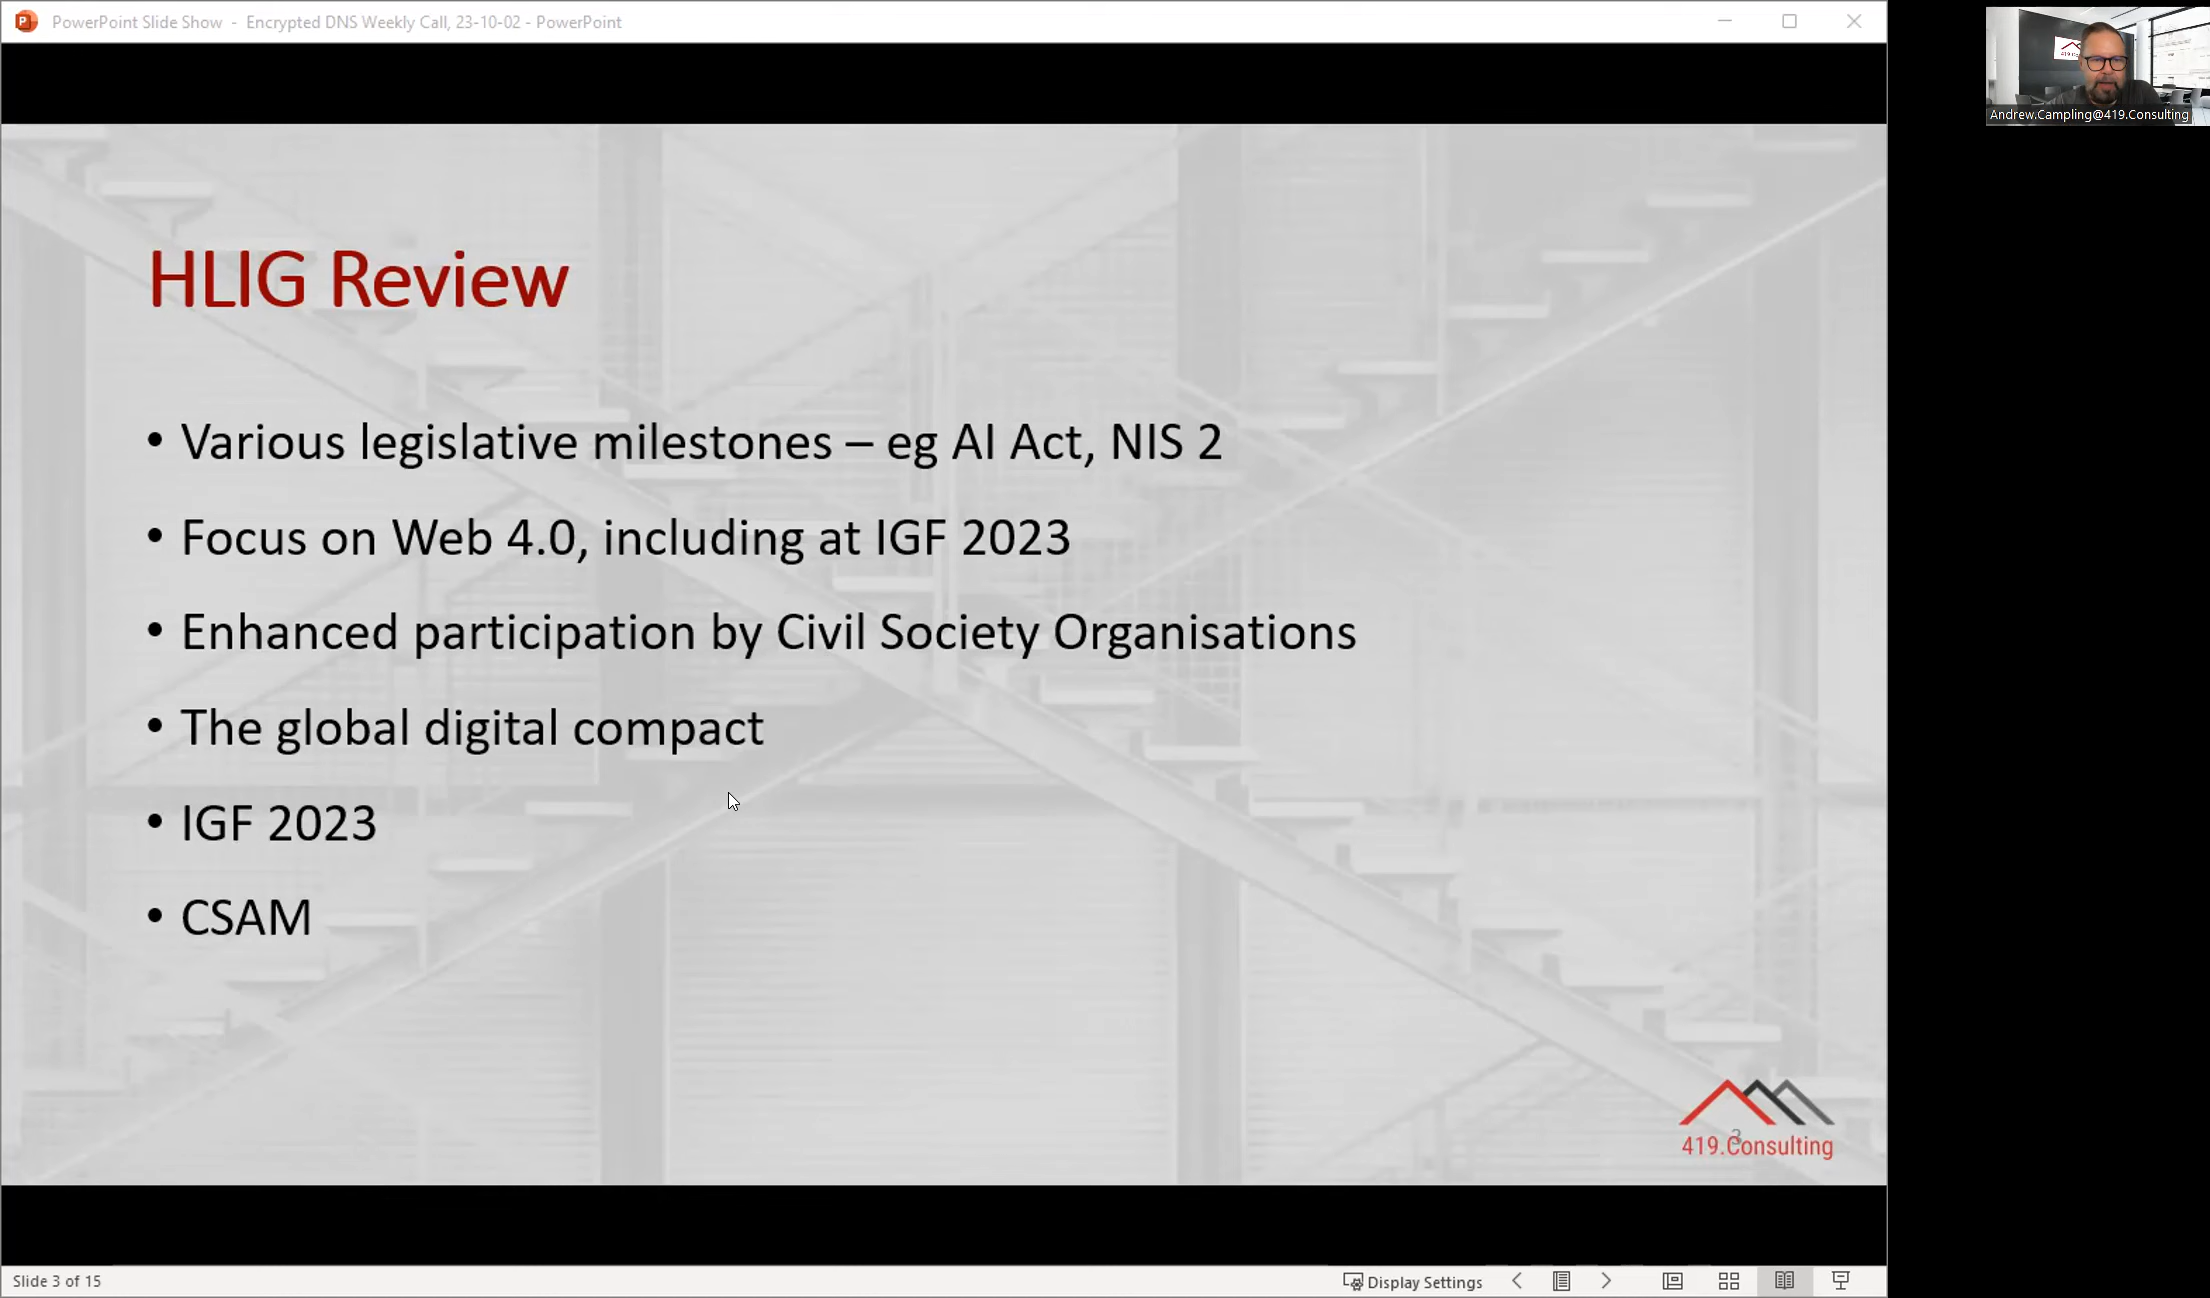 PowerPoint Slide Show - Encrypted DNS Weekly Call, 23-10-02 - PowerPoint
Andrew.Campling@419.Consulting
HLIG Review
• Various legislative milestones – eg AI Act, NIS 2
• Focus on Web 4.0, including at IGF 2023
• Enhanced participation by Civil Society Organisations
• The global digital compact
• IGF 2023
• CSAM
3
419.Consulting
Slide 3 of 15
Display Settings